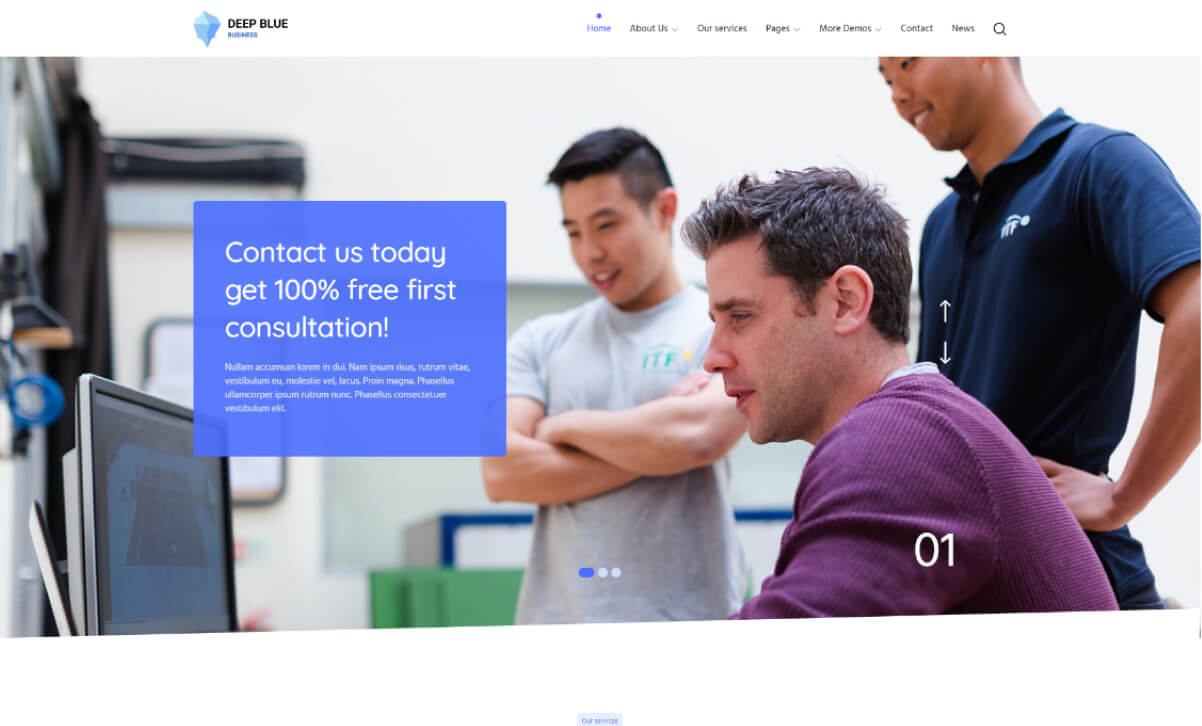 DEEP BLUE
BUSINESS
Home About Us Our services Pages More Demos Contact News
Contact us today
get 100% free first
consultation!
Nullam accumsan lorem in dui. Nam ipsum risus, rutrum vitae,
vestibulum eu, molestie vel, lacus. Proin magna. Phasellus
ullamcorper ipsum rutrum nunc. Phasellus consectetuer
vestibulum elit.
ITF
ITF
01
Our services